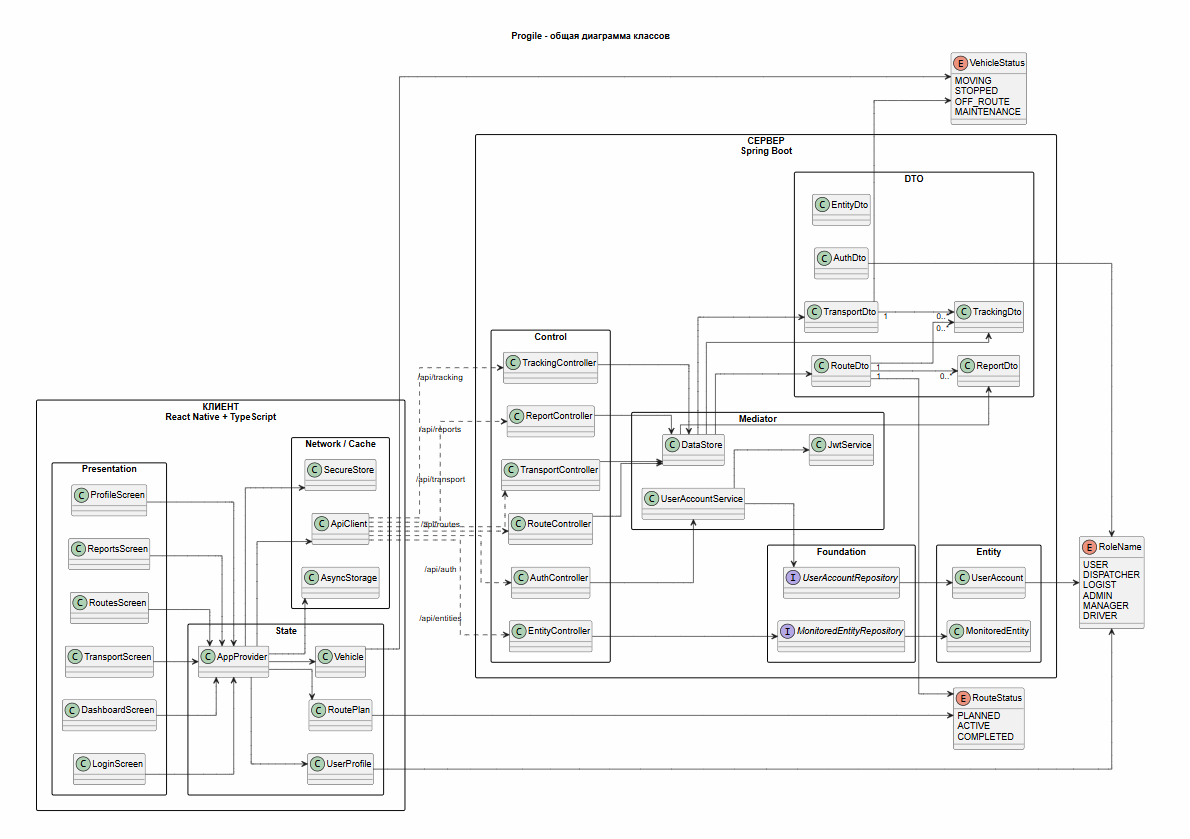 Progile - общая диаграмма классов
E VehicleStatus
MOVING
STOPPED
OFF_ROUTE
MAINTENANCE
СЕРВЕР
Spring Boot
DTO
C EntityDto
C AuthDto
C TransportDto
1
0..*
0..*
C TrackingDto
C RouteDto
1
1
0..*
C ReportDto
Control
C TrackingController
C ReportController
C TransportController
C RouteController
C AuthController
C EntityController
/api/tracking
/api/reports
/api/transport
/api/routes
/api/auth
/api/entities
Mediator
C DataStore
C JwtService
C UserAccountService
Foundation
I UserAccountRepository
I MonitoredEntityRepository
Entity
C UserAccount
C MonitoredEntity
E RoleName
USER
DISPATCHER
LOGIST
ADMIN
MANAGER
DRIVER
E RouteStatus
PLANNED
ACTIVE
COMPLETED
КЛИЕНТ
React Native + TypeScript
Network / Cache
C SecureStore
C ApiClient
C AsyncStorage
Presentation
C ProfileScreen
C ReportsScreen
C RoutesScreen
C TransportScreen
C DashboardScreen
C LoginScreen
State
C AppProvider
C Vehicle
C RoutePlan
C UserProfile